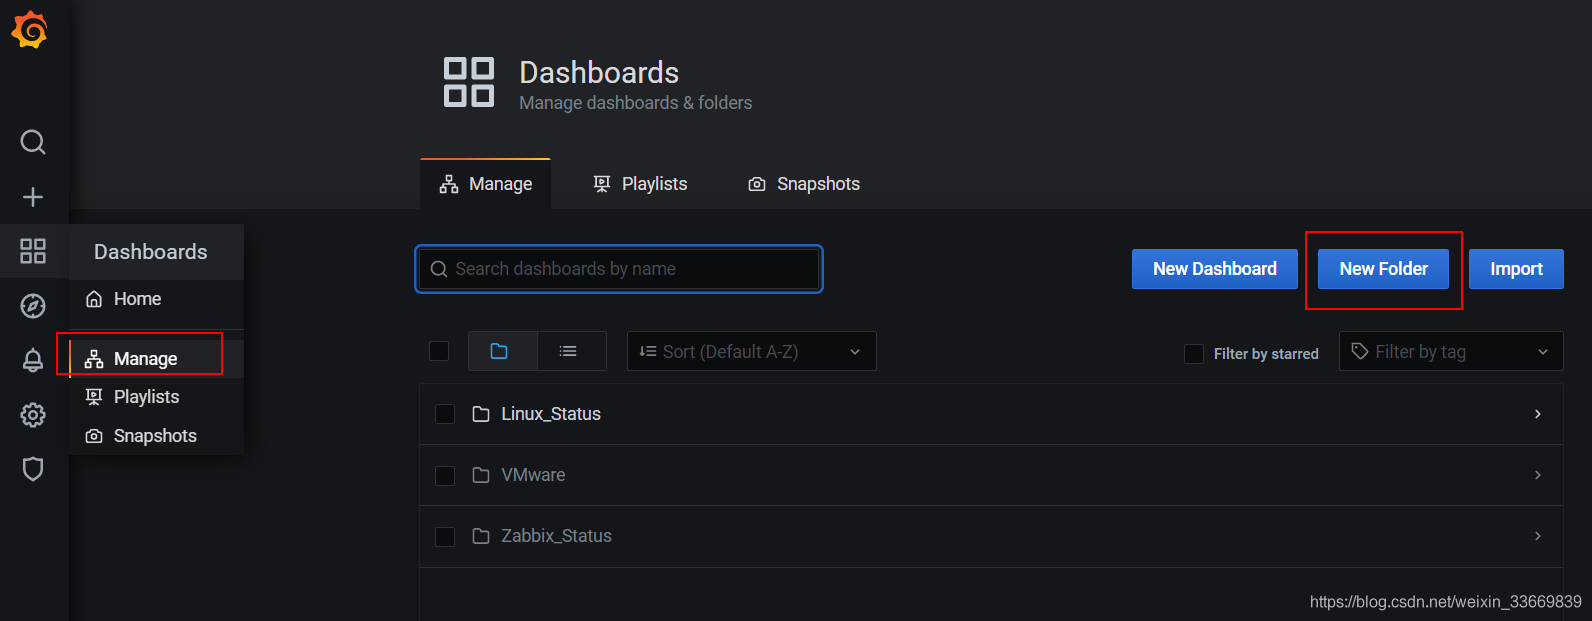 Dashboards
Manage dashboards & folders
Manage
Playlists
Snapshots
Dashboards
Home
Manage
Playlists
Snapshots
Search dashboards by name
New Dashboard
New Folder
Import
Sort (Default A-Z)
Filter by starred
Filter by tag
Linux_Status
VMware
Zabbix_Status
https://blog.csdn.net/weixin_33669839